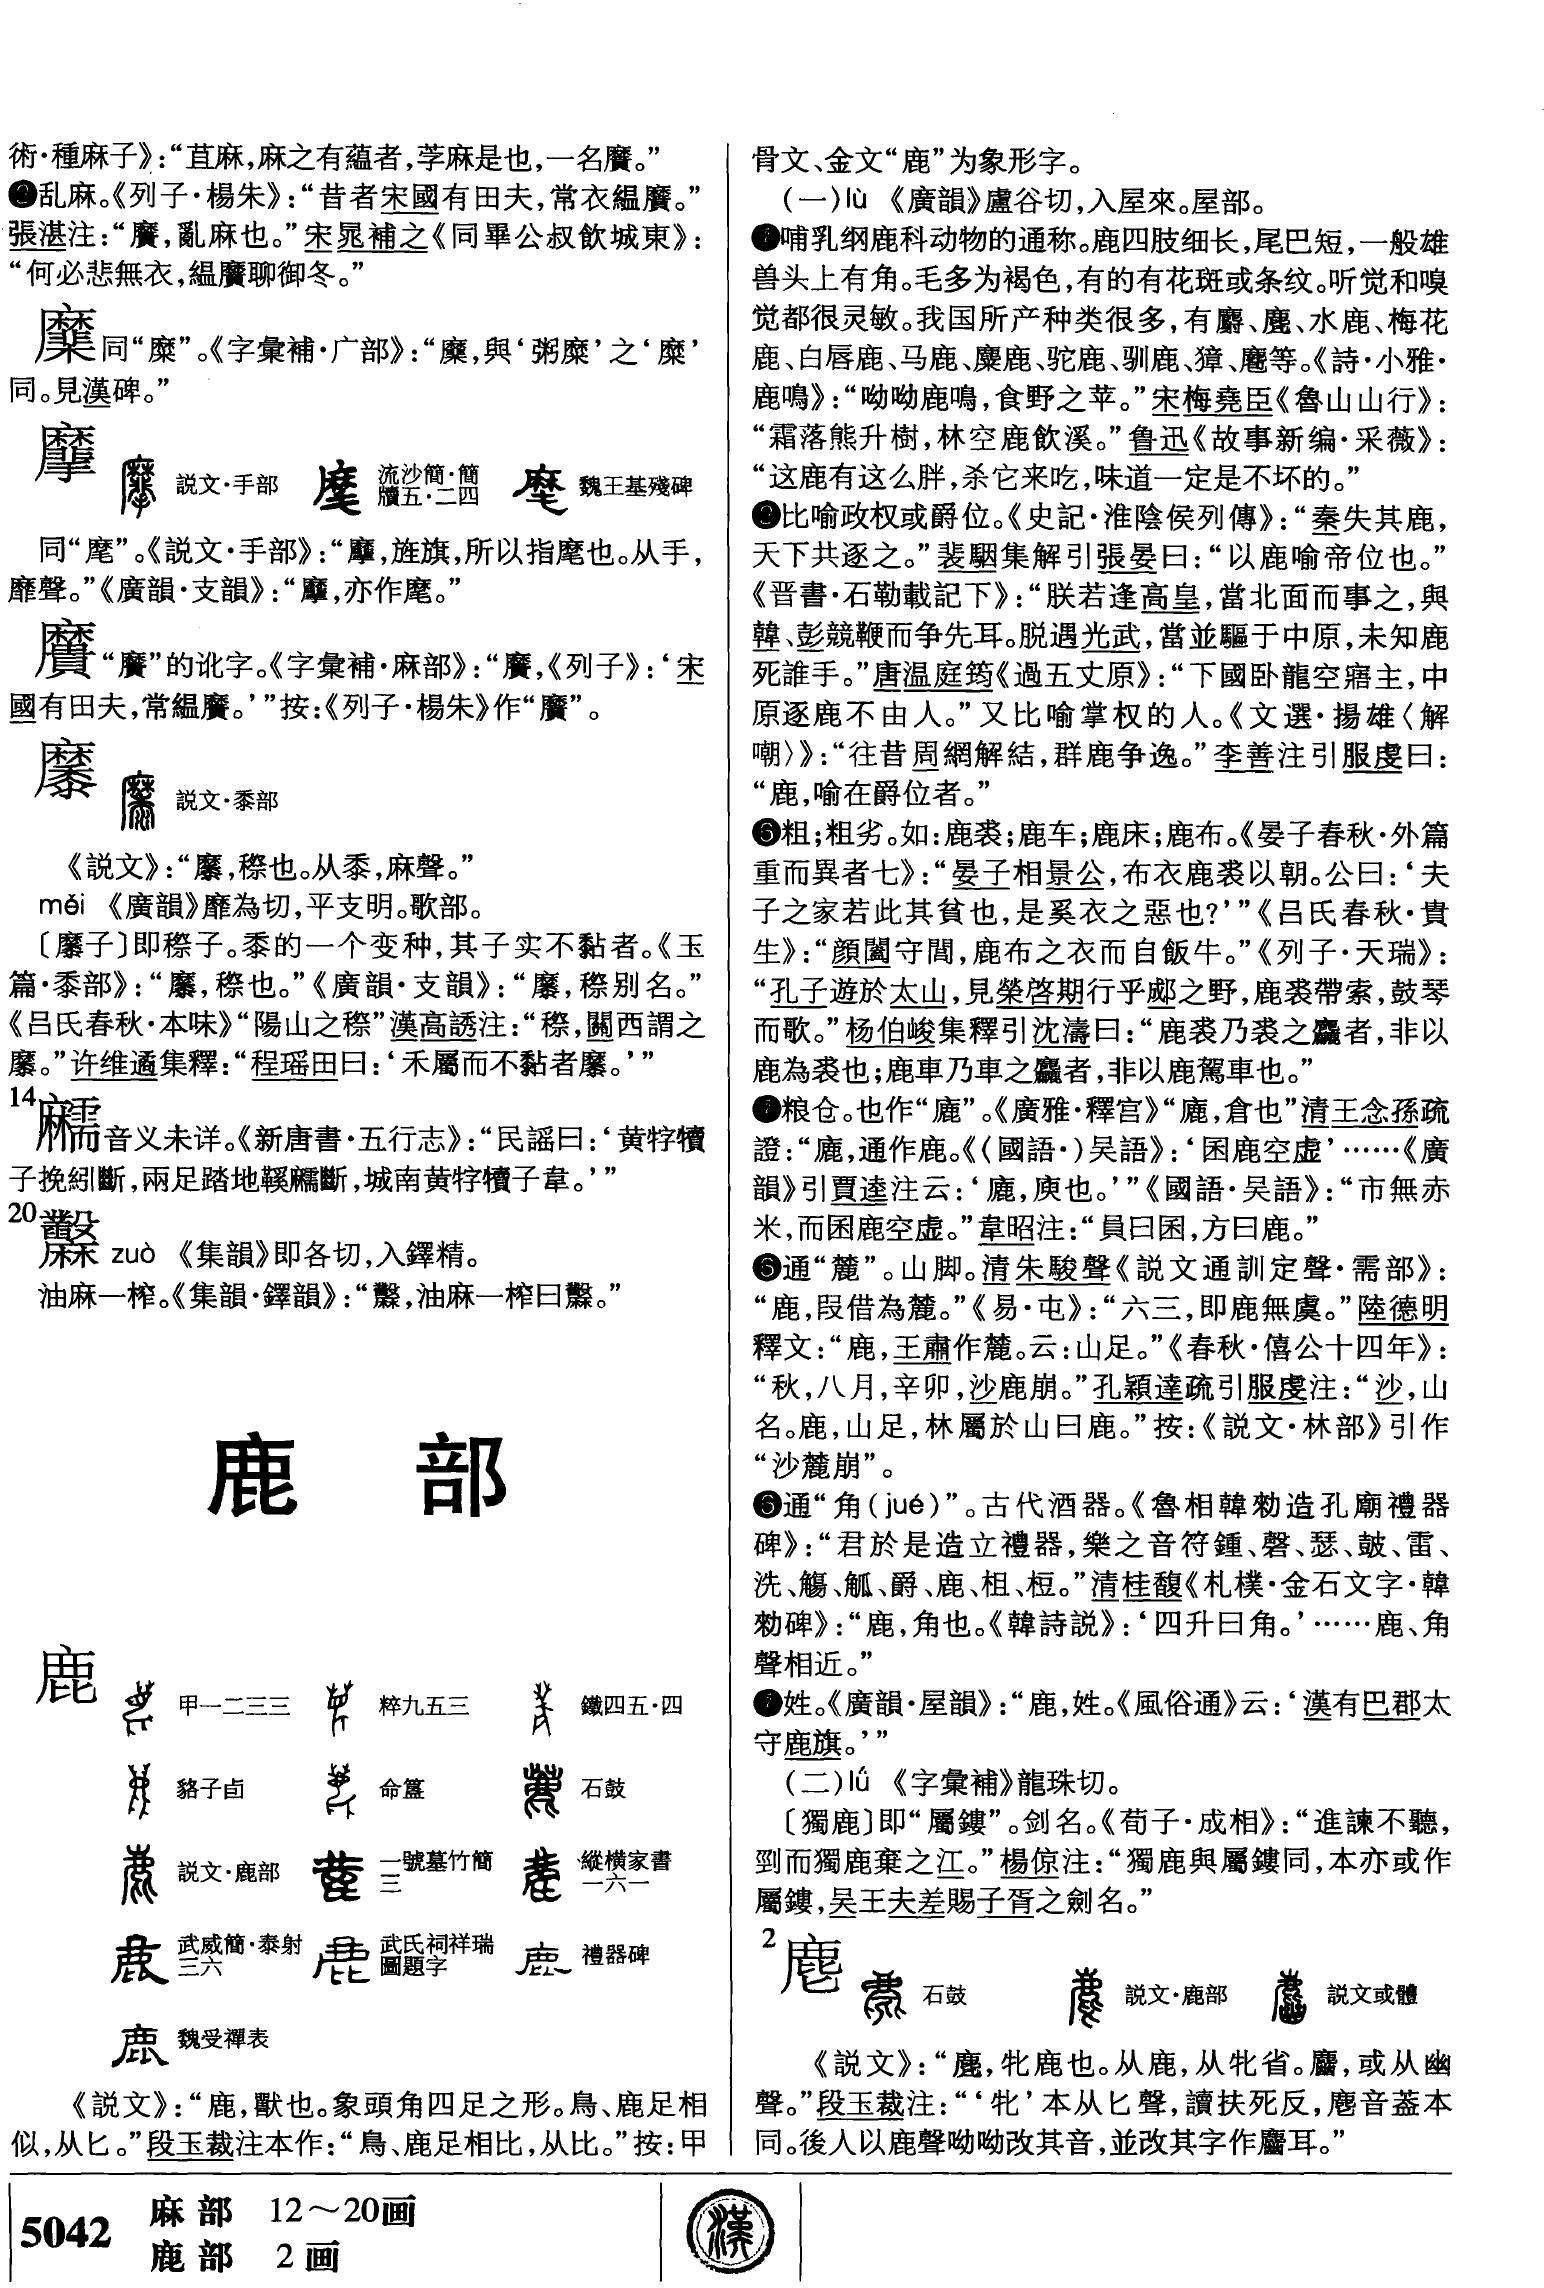 術·種麻子》：“苴麻，麻之有蘊者，茡麻是也，一名黂。”
❷乱麻。《列子·楊朱》：“昔者宋國有田夫，常衣緼黂。”
張湛注：“黂，亂麻也。”宋晁補之《同畢公叔飲城東》：
“何必悲無衣，緼黂聊御冬。”
同“糜”。《字彙補·广部》：“，與‘粥糜’之‘糜’
同。見漢碑。”
説文·手部 流沙簡·簡牘五·二四 魏王基殘碑
同“麾”。《説文·手部》：“，旌旗，所以指麾也。从手，
靡聲。”《廣韻·支韻》：“，亦作麾。”
“黂”的讹字。《字彙補·麻部》：“，《列子》：‘宋
國有田夫，常緼。’”按：《列子·楊朱》作“黂”。
穈 説文·黍部
《説文》：“，穄也。从黍，麻聲。”
měi 《廣韻》靡為切，平支明。歌部。
〔子〕即穄子。黍的一个变种，其子实不黏者。《玉
篇·黍部》：“，穄也。”《廣韻·支韻》：“，穄别名。”
《吕氏春秋·本味》“陽山之穄”漢高誘注：“穄，關西謂之
。”许维遹集釋：“程瑶田曰：‘禾屬而不黏者。’”
14
音义未详。《新唐書·五行志》：“民謡曰：‘黄牸犢
子挽紖斷，兩足踏地鞵斷，城南黄牸犢子韋。’”
20
zuò 《集韻》即各切，入鐸精。
油麻一榨。《集韻·鐸韻》：“，油麻一榨曰。”
鹿 部
鹿 甲一二三三 粹九五三 鐵四五·四
貉子卣 命簋 石鼓
説文·鹿部 一號墓竹簡三 縱横家書一六一
武威簡·泰射三六 武氏祠祥瑞圖題字 禮器碑
魏受禪表
《説文》：“鹿，獸也。象頭角四足之形。鳥、鹿足相
似，从匕。”段玉裁注本作：“鳥、鹿足相比，从比。”按：甲
骨文、金文“鹿”为象形字。
（一）lù 《廣韻》盧谷切，入屋來。屋部。
❶哺乳纲鹿科动物的通称。鹿四肢细长，尾巴短，一般雄
兽头上有角。毛多为褐色，有的有花斑或条纹。听觉和嗅
觉都很灵敏。我国所产种类很多，有麝、麂、水鹿、梅花
鹿、白唇鹿、马鹿、麋鹿、驼鹿、驯鹿、獐、麅等。《詩·小雅·
鹿鳴》：“呦呦鹿鳴，食野之苹。”宋梅堯臣《魯山山行》：
“霜落熊升樹，林空鹿飲溪。”鲁迅《故事新编·采薇》：
“这鹿有这么胖，杀它来吃，味道一定是不坏的。”
❷比喻政权或爵位。《史記·淮陰侯列傳》：“秦失其鹿，
天下共逐之。”裴駰集解引張晏曰：“以鹿喻帝位也。”
《晋書·石勒載記下》：“朕若逢高皇，當北面而事之，與
韓、彭競鞭而争先耳。脱遇光武，當並驅于中原，未知鹿
死誰手。”唐温庭筠《過五丈原》：“下國卧龍空寤主，中
原逐鹿不由人。”又比喻掌权的人。《文選·揚雄〈解
嘲〉》：“往昔周網解結，群鹿争逸。”李善注引服虔曰：
“鹿，喻在爵位者。”
❸粗；粗劣。如：鹿裘；鹿车；鹿床；鹿布。《晏子春秋·外篇
重而異者七》：“晏子相景公，布衣鹿裘以朝。公曰：‘夫
子之家若此其貧也，是奚衣之惡也？’”《吕氏春秋·貴
生》：“顔闔守閭，鹿布之衣而自飯牛。”《列子·天瑞》：
“孔子遊於太山，見榮啓期行乎郕之野，鹿裘帶索，鼓琴
而歌。”杨伯峻集釋引沈濤曰：“鹿裘乃裘之麤者，非以
鹿為裘也；鹿車乃車之麤者，非以鹿駕車也。”
❹粮仓。也作“鹿”。《廣雅·釋宫》“鹿，倉也”清王念孫疏
證：“鹿，通作鹿。《（國語·）吴語》：‘囷鹿空虚’……《廣
韻》引賈逵注云：‘鹿，庾也。’”《國語·吴語》：“市無赤
米，而囷鹿空虚。”韋昭注：“員曰囷，方曰鹿。”
❺通“麓”。山脚。清朱駿聲《説文通訓定聲·需部》：
“鹿，叚借為麓。”《易·屯》：“六三，即鹿無虞。”陸德明
釋文：“鹿，王肅作麓。云：山足。”《春秋·僖公十四年》：
“秋，八月，辛卯，沙鹿崩。”孔穎達疏引服虔注：“沙，山
名。鹿，山足，林屬於山曰鹿。”按：《説文·林部》引作
“沙麓崩”。
❻通“角（jué）”。古代酒器。《魯相韓勑造孔廟禮器
碑》：“君於是造立禮器，樂之音符鍾、磬、瑟、鼓、雷、
洗、觴、觚、爵、鹿、柤、梪。”清桂馥《札樸·金石文字·韓
勑碑》：“鹿，角也。《韓詩説》：‘四升曰角。’……鹿、角
聲相近。”
❼姓。《廣韻·屋韻》：“鹿，姓。《風俗通》云：‘漢有巴郡太
守鹿旗。’”
（二）lǘ 《字彙補》龍珠切。
〔獨鹿〕即“屬鏤”。剑名。《荀子·成相》：“進諫不聽，
剄而獨鹿棄之江。”楊倞注：“獨鹿與屬鏤同，本亦或作
屬鏤，吴王夫差賜子胥之劍名。”
2
麀 石鼓 説文·鹿部 説文或體
《説文》：“麀，牝鹿也。从鹿，从牝省。䴥，或从幽
聲。”段玉裁注：“‘牝’本从匕聲，讀扶死反，麀音葢本
同。後人以鹿聲呦呦改其音，並改其字作耳。”
5042 麻部 12～20画
鹿部 2画
漢